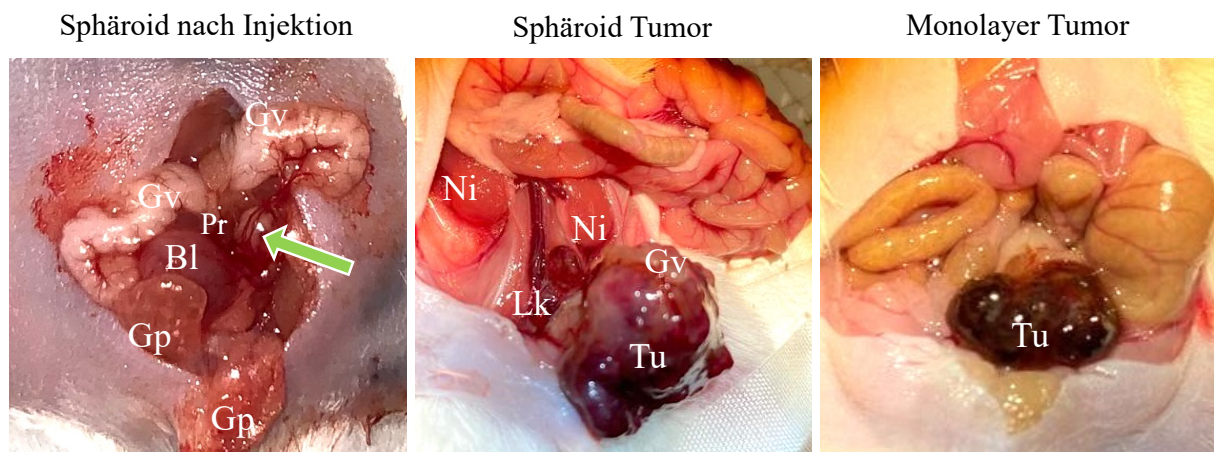 Sphäroid nach Injektion
Sphäroid Tumor
Monolayer Tumor
Gv
Gv
Pr
Bl
Gp
Gp
Ni
Ni
Gv
Lk
Tu
Tu